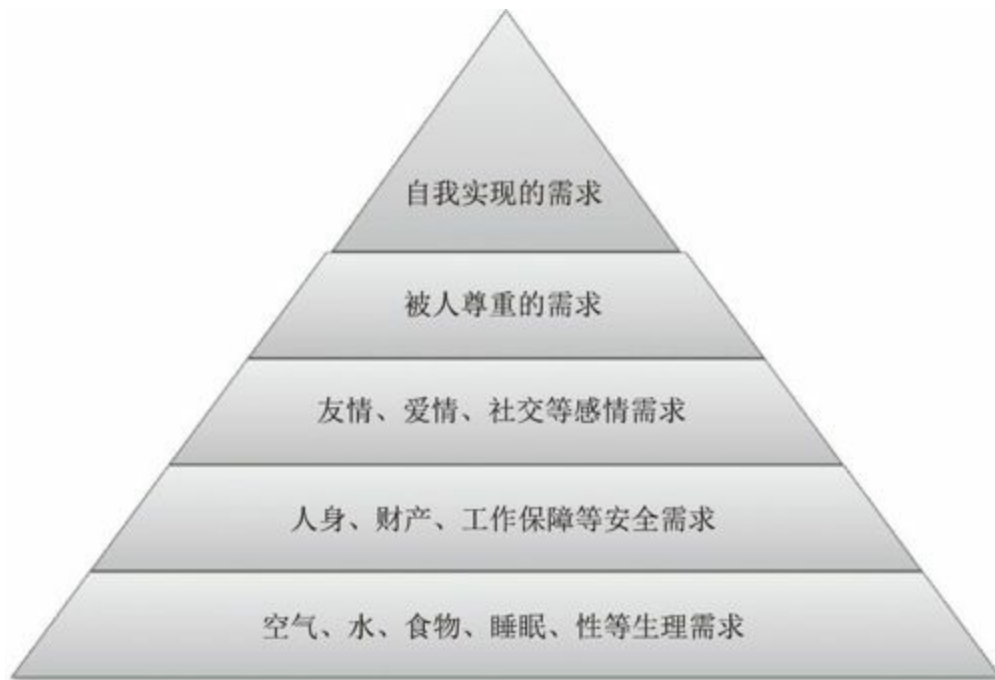 自我实现的需求
被人尊重的需求
友情、爱情、社交等感情需求
人身、财产、工作保障等安全需求
空气、水、食物、睡眠、性等生理需求